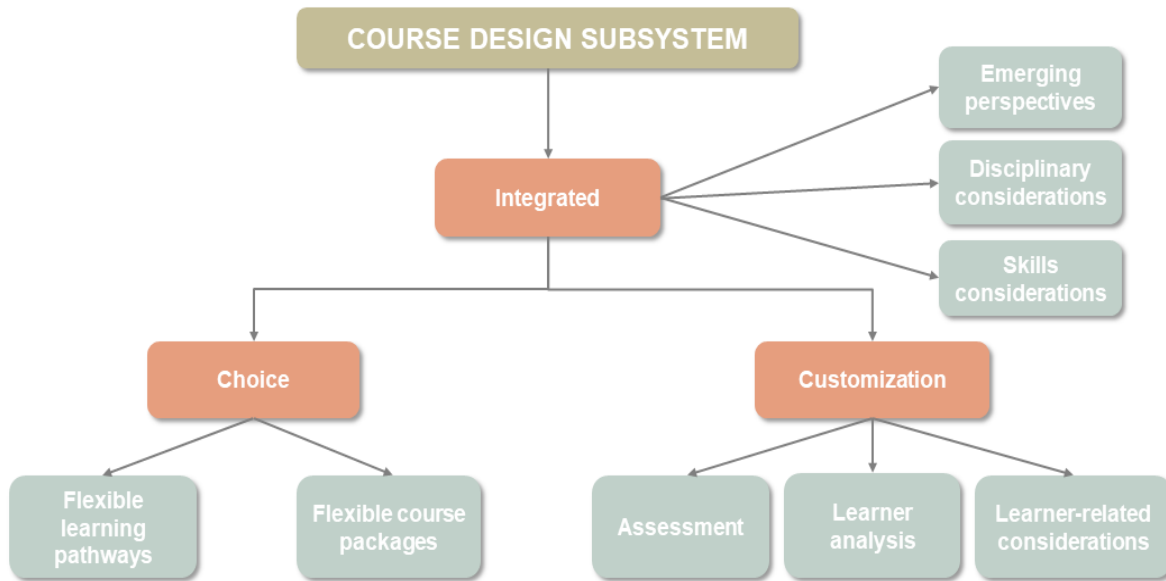 COURSE DESIGN SUBSYSTEM
Emerging
perspectives
Disciplinary
considerations
Integrated
Skills
considerations
Choice
Customization
Flexible
learning
pathways
Flexible course
packages
Assessment
Learner
analysis
Learner-related
considerations